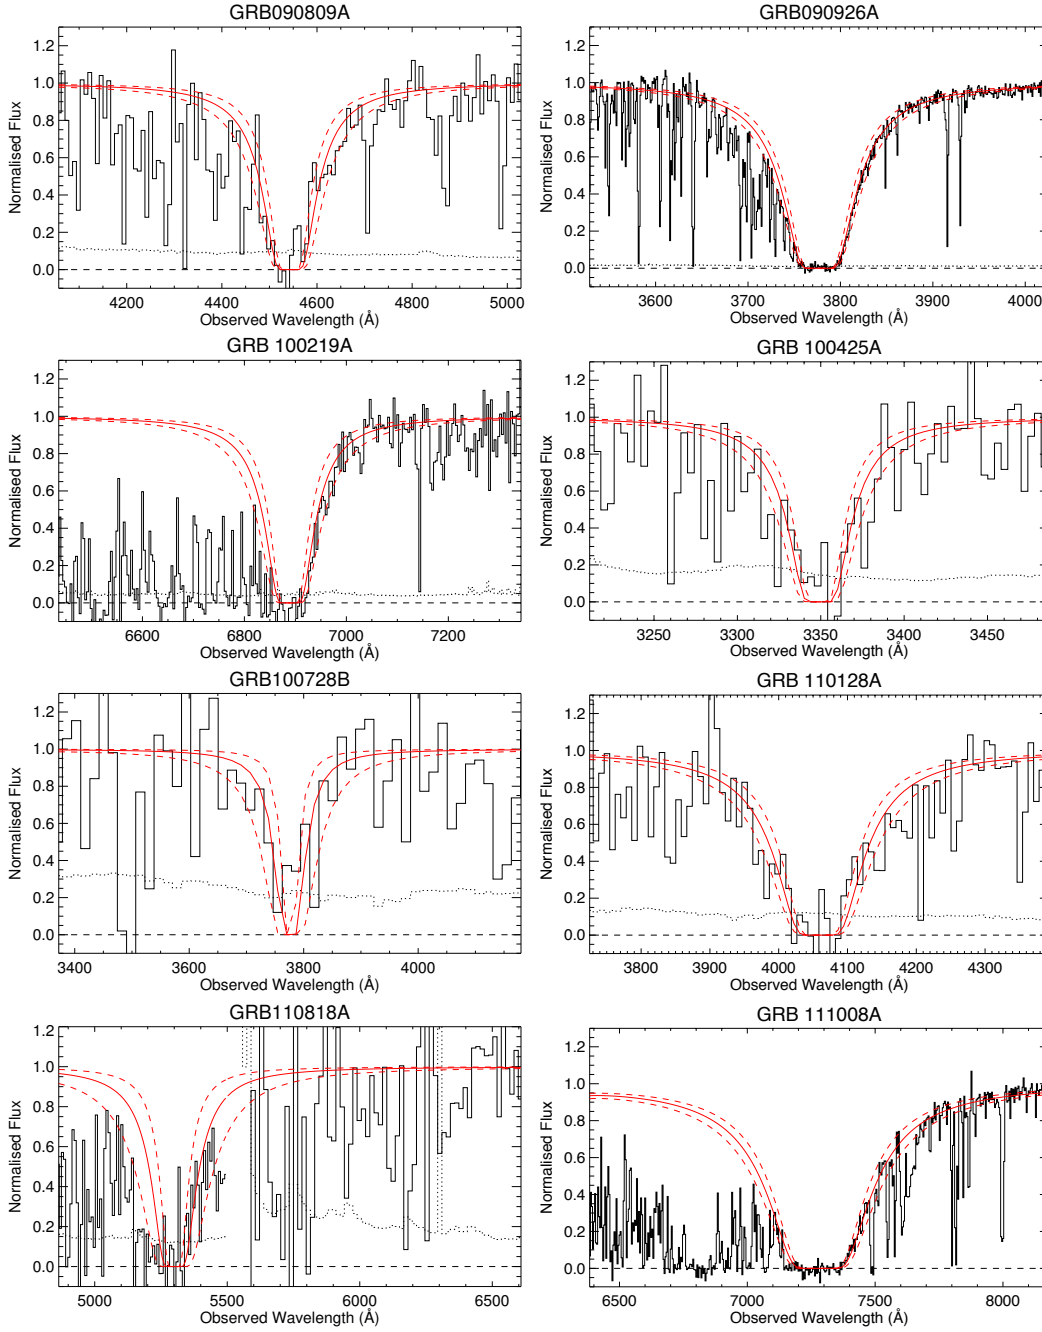 GRB090809A
Normalised Flux
1.2
1.0
0.8
0.6
0.4
0.2
0.0
4200 4400 4600 4800 5000
Observed Wavelength (Å)
GRB090926A
Normalised Flux
1.2
1.0
0.8
0.6
0.4
0.2
0.0
3600 3700 3800 3900 4000
Observed Wavelength (Å)
GRB 100219A
Normalised Flux
1.2
1.0
0.8
0.6
0.4
0.2
0.0
6600 6800 7000 7200
Observed Wavelength (Å)
GRB 100425A
Normalised Flux
1.2
1.0
0.8
0.6
0.4
0.2
0.0
3250 3300 3350 3400 3450
Observed Wavelength (Å)
GRB100728B
Normalised Flux
1.2
1.0
0.8
0.6
0.4
0.2
0.0
3400 3600 3800 4000
Observed Wavelength (Å)
GRB 110128A
Normalised Flux
1.2
1.0
0.8
0.6
0.4
0.2
0.0
3800 3900 4000 4100 4200 4300
Observed Wavelength (Å)
GRB110818A
Normalised Flux
1.2
1.0
0.8
0.6
0.4
0.2
0.0
5000 5500 6000 6500
Observed Wavelength (Å)
GRB 111008A
Normalised Flux
1.2
1.0
0.8
0.6
0.4
0.2
0.0
6500 7000 7500 8000
Observed Wavelength (Å)